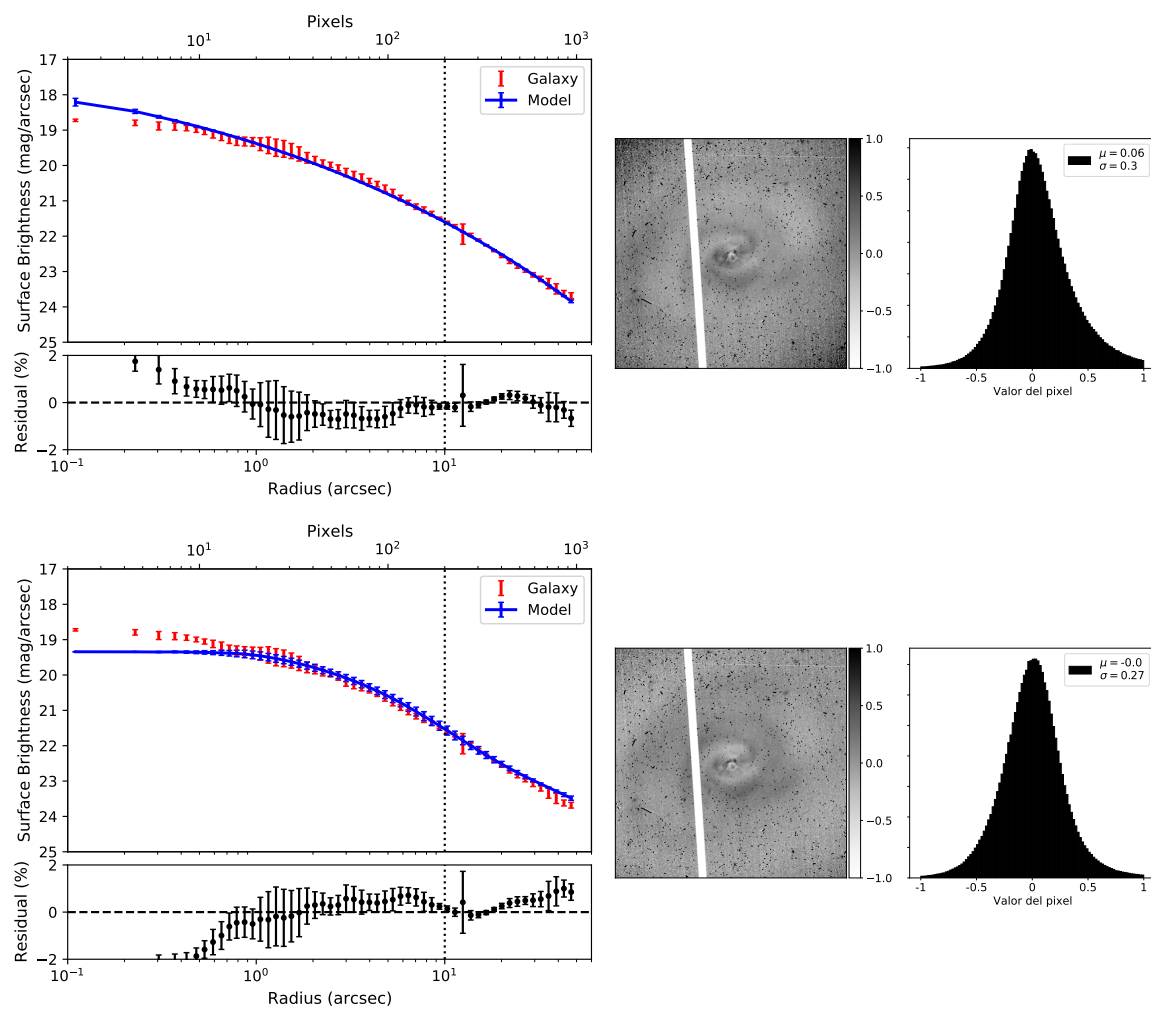 Pixels
10¹ 10² 10³
17
18
19
20
21
22
23
24
25
Surface Brightness (mag/arcsec)
Galaxy
Model
2
0
−2
Residual (%)
10⁻¹ 10⁰ 10¹
Radius (arcsec)
1.0
0.5
0.0
−0.5
−1.0
μ = 0.06
σ = 0.3
-1 -0.5 0 0.5 1
Valor del pixel
Pixels
10¹ 10² 10³
17
18
19
20
21
22
23
24
25
Surface Brightness (mag/arcsec)
Galaxy
Model
2
0
−2
Residual (%)
10⁻¹ 10⁰ 10¹
Radius (arcsec)
1.0
0.5
0.0
−0.5
−1.0
μ = -0.0
σ = 0.27
-1 -0.5 0 0.5 1
Valor del pixel